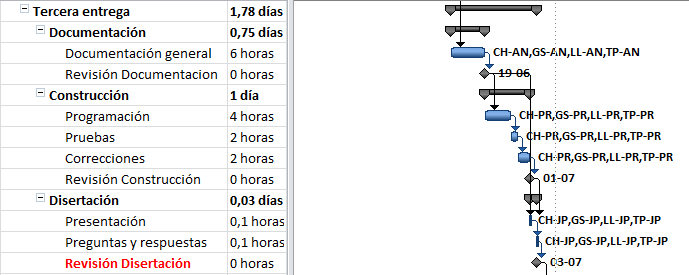 Tercera entrega 1,78 días
Documentación 0,75 días
Documentación general 6 horas CH-AN,GS-AN,LL-AN,TP-AN
Revisión Documentacion 0 horas 19-06
Construcción 1 día
Programación 4 horas CH-PR,GS-PR,LL-PR,TP-PR
Pruebas 2 horas CH-PR,GS-PR,LL-PR,TP-PR
Correcciones 2 horas CH-PR,GS-PR,LL-PR,TP-PR
Revisión Construcción 0 horas 01-07
Disertación 0,03 días
Presentación 0,1 horas CH-JP,GS-JP,LL-JP,TP-JP
Preguntas y respuestas 0,1 horas CH-JP,GS-JP,LL-JP,TP-JP
Revisión Disertación 0 horas 03-07